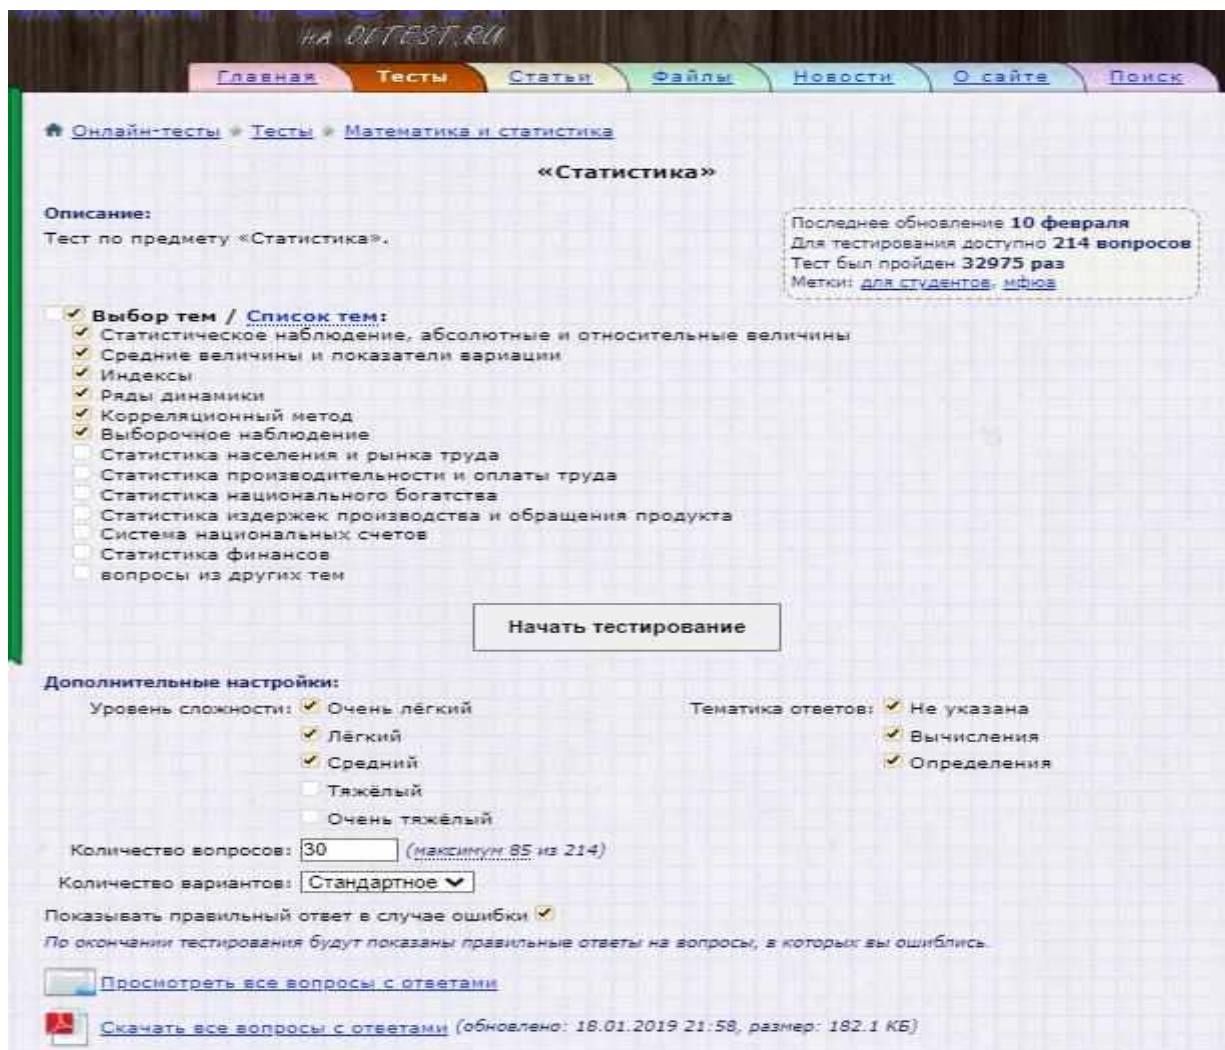 НА OLTEST.RU
Главная Тесты Статьи Файлы Новости О сайте Поиск
Онлайн-тесты Тесты Математика и статистика
«Статистика»
Описание:
Тест по предмету «Статистика».
Последнее обновление 10 февраля
Для тестирования доступно 214 вопросов
Тест был пройден 32975 раз
Метки: для студентов, мфюа
Выбор тем / Список тем:
Статистическое наблюдение, абсолютные и относительные величины
Средние величины и показатели вариации
Индексы
Ряды динамики
Корреляционный метод
Выборочное наблюдение
Статистика населения и рынка труда
Статистика производительности и оплаты труда
Статистика национального богатства
Статистика издержек производства и обращения продукта
Система национальных счетов
Статистика финансов
вопросы из других тем
Начать тестирование
Дополнительные настройки:
Уровень сложности: Очень лёгкий Тематика ответов: Не указана
Лёгкий Вычисления
Средний Определения
Тяжёлый
Очень тяжёлый
Количество вопросов: 30 (максимум 85 из 214)
Количество вариантов: Стандартное
Показывать правильный ответ в случае ошибки
По окончании тестирования будут показаны правильные ответы на вопросы, в которых вы ошиблись.
Просмотреть все вопросы с ответами
Скачать все вопросы с ответами (обновлено: 18.01.2019 21:58, размер: 182.1 КБ)